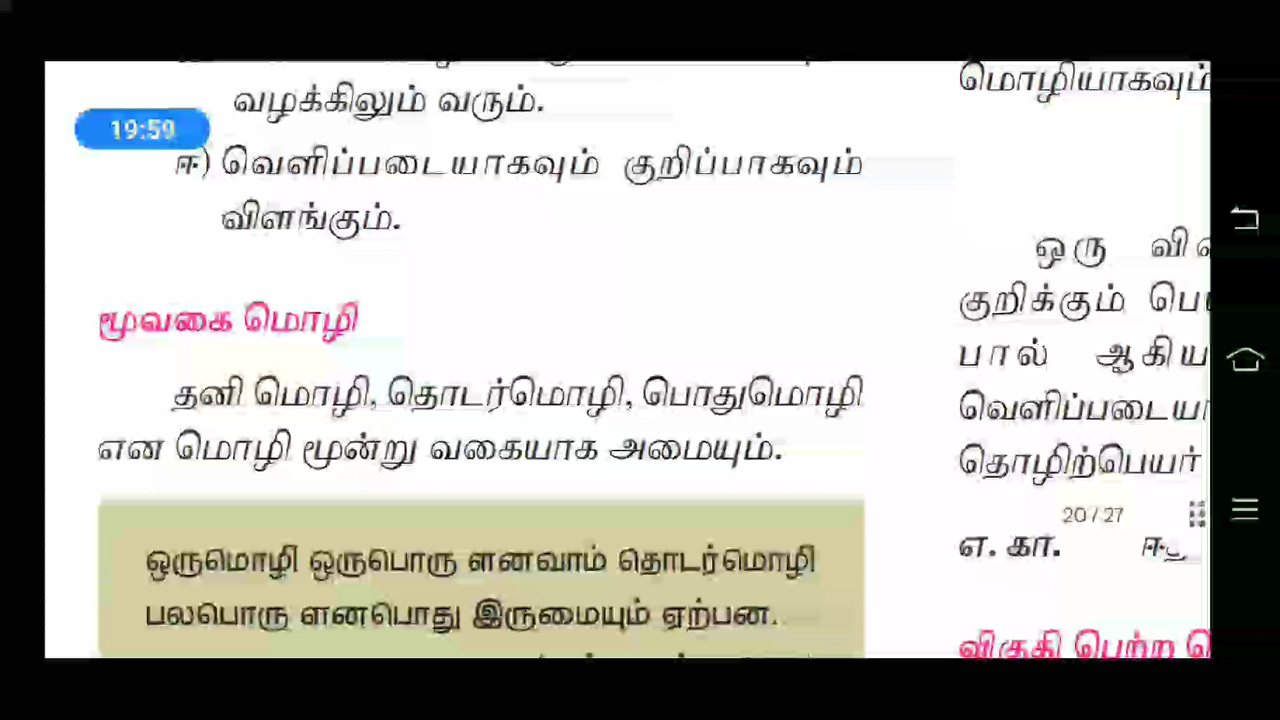 வழக்கிலும் வரும்.
19:59
ஈ) வெளிப்படையாகவும் குறிப்பாகவும்
விளங்கும்.
மூவகை மொழி
தனி மொழி, தொடர்மொழி, பொதுமொழி
என மொழி மூன்று வகையாக அமையும்.
ஒருமொழி ஒருபொரு ளனவாம் தொடர்மொழி
பலபொரு ளனபொது இருமையும் ஏற்பன.
மொழியாகவும்
ஒரு
குறிக்கும்
பால் ஆகிய
தொழிற்பெயர்
20 / 27
எ. கா.
விகுதி பெற்ற